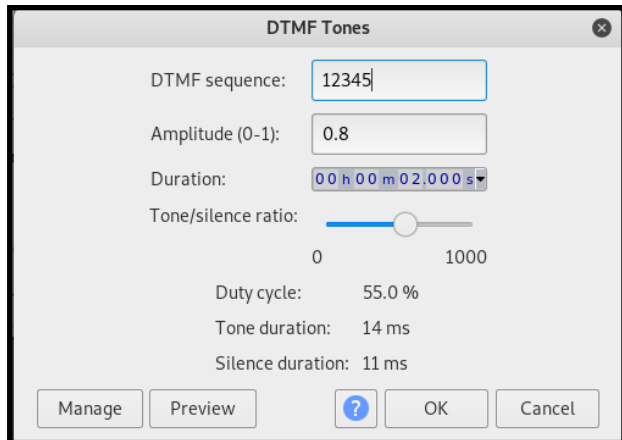 DTMF Tones
DTMF sequence: 12345
Amplitude (0-1): 0.8
Duration: 00h00m02.000s
Tone/silence ratio:
0 1000
Duty cycle: 55.0 %
Tone duration: 14 ms
Silence duration: 11 ms
Manage Preview ? OK Cancel